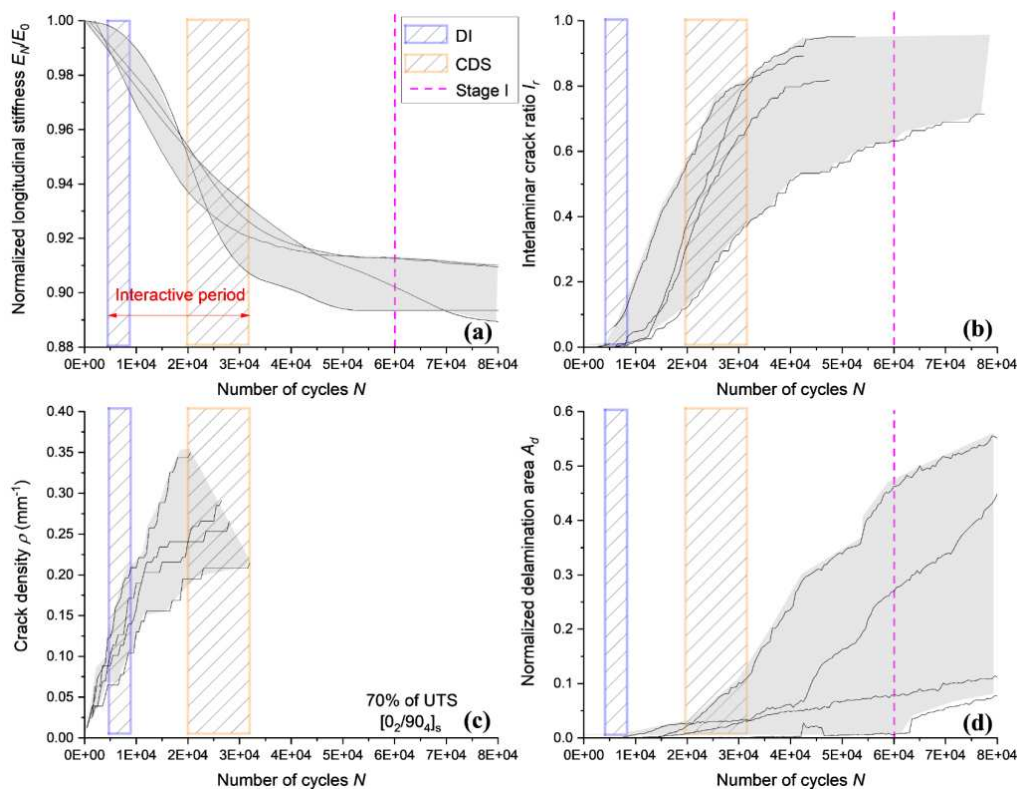 1.00
0.98
0.96
0.94
0.92
0.90
0.88
Normalized longitudinal stiffness E_N/E_0
DI
CDS
Stage I
Interactive period
(a)
0E+00 1E+04 2E+04 3E+04 4E+04 5E+04 6E+04 7E+04 8E+04
Number of cycles N
1.0
0.8
0.6
0.4
0.2
0.0
Interlaminar crack ratio I_r
(b)
0E+00 1E+04 2E+04 3E+04 4E+04 5E+04 6E+04 7E+04 8E+04
Number of cycles N
0.40
0.35
0.30
0.25
0.20
0.15
0.10
0.05
0.00
Crack density ρ (mm⁻¹)
70% of UTS
[0₂/90₄]ₛ
(c)
0E+00 1E+04 2E+04 3E+04 4E+04 5E+04 6E+04 7E+04 8E+04
Number of cycles N
0.6
0.5
0.4
0.3
0.2
0.1
0.0
Normalized delamination area A_d
(d)
0E+00 1E+04 2E+04 3E+04 4E+04 5E+04 6E+04 7E+04 8E+04
Number of cycles N